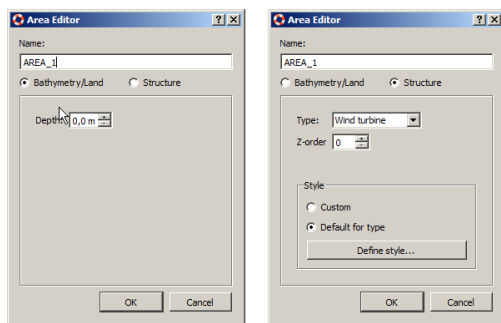 Area Editor
Name:
AREA_1
Bathymetry/Land Structure
Depth: 0,0 m
OK Cancel
Area Editor
Name:
AREA_1
Bathymetry/Land Structure
Type: Wind turbine
Z-order 0
Style
Custom
Default for type
Define style...
OK Cancel